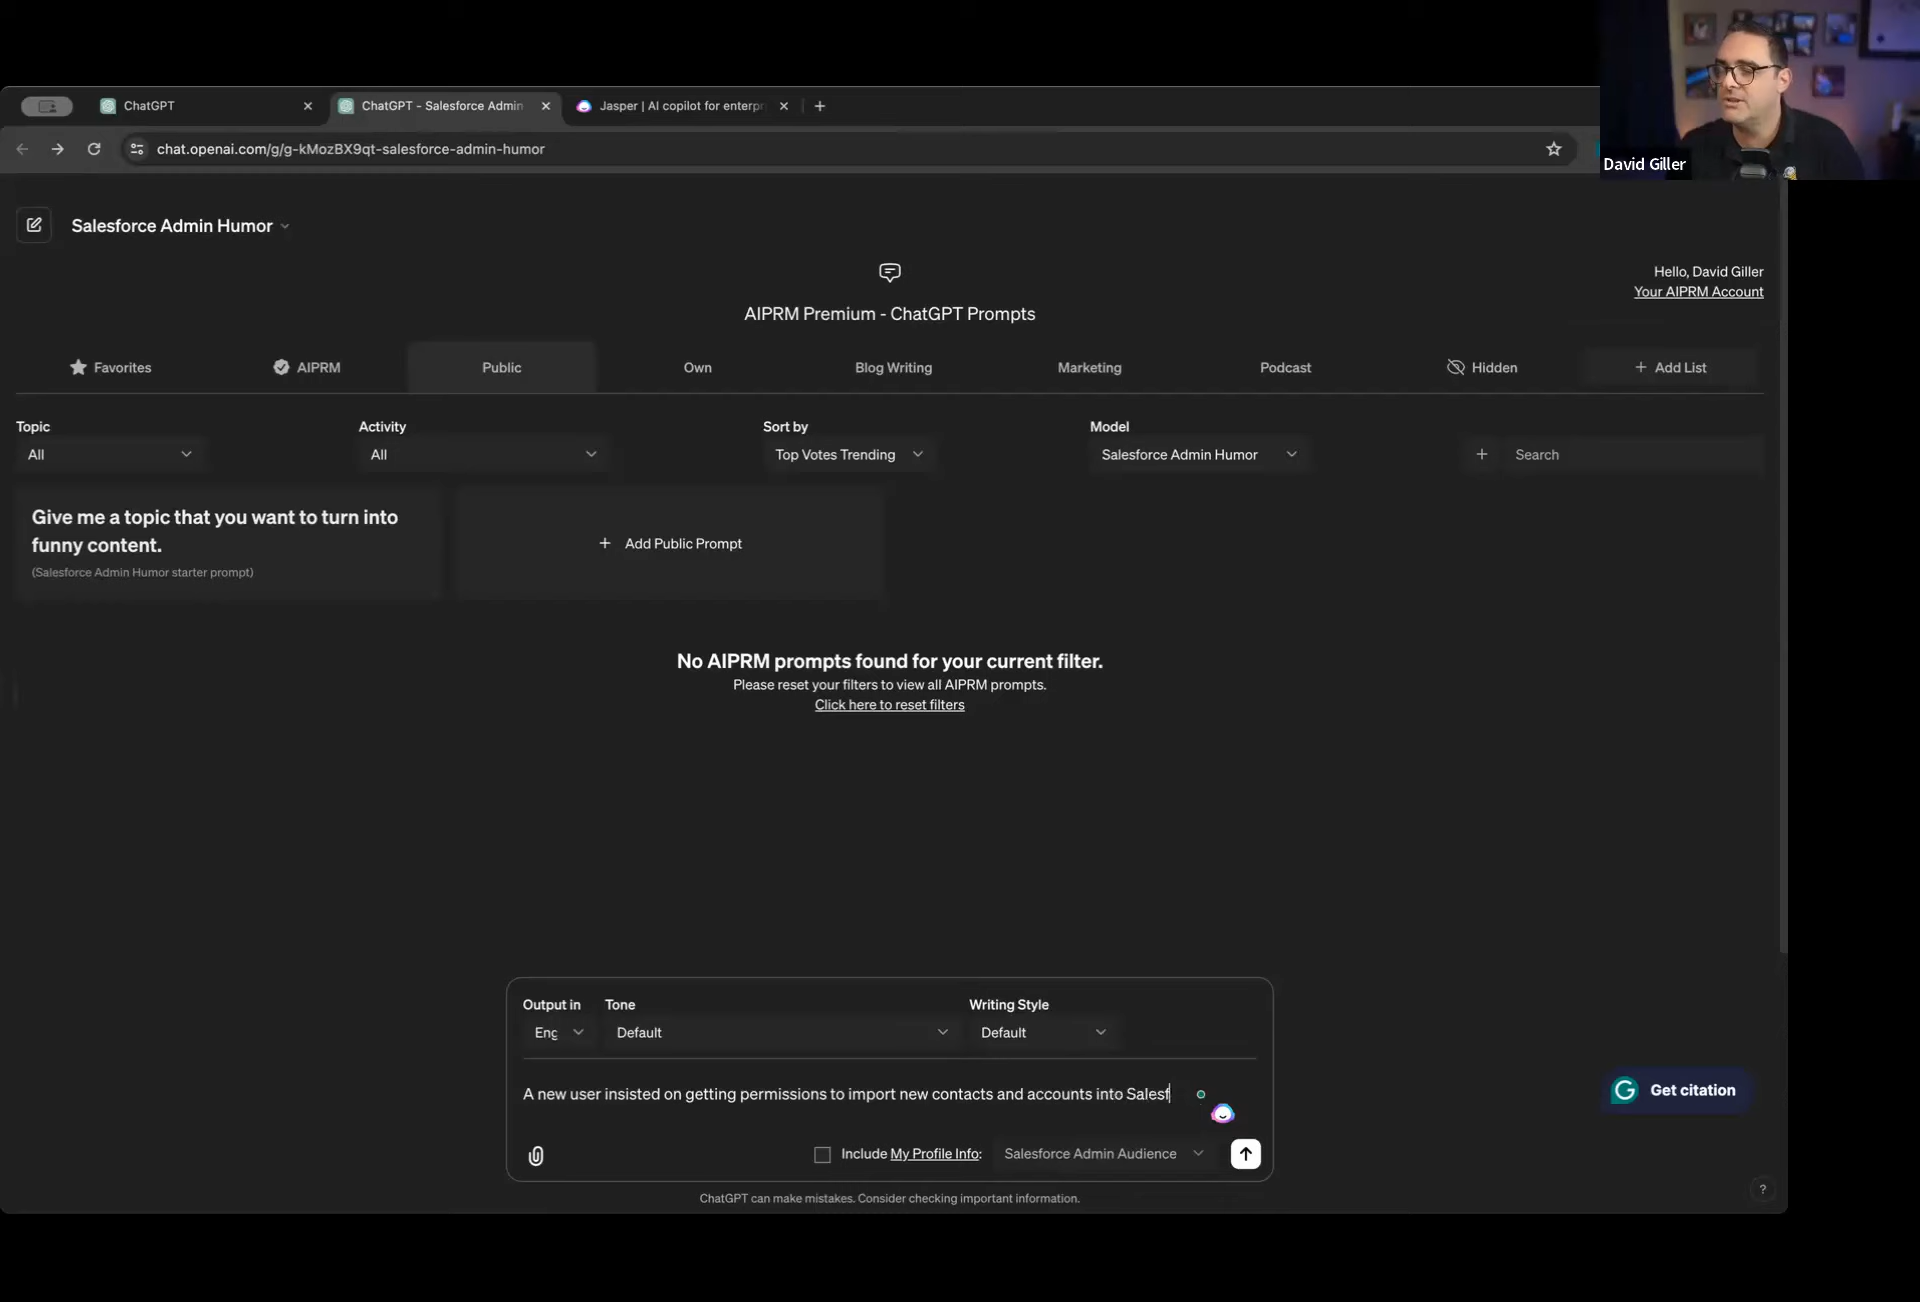 ChatGPT
ChatGPT - Salesforce Admin
Jasper | AI copilot for enterpr
chat.openai.com/g/g-kMozBX9qt-salesforce-admin-humor
David Giller
Salesforce Admin Humor
Hello, David Giller
Your AIPRM Account
AIPRM Premium - ChatGPT Prompts
Favorites
AIPRM
Public
Own
Blog Writing
Marketing
Podcast
Hidden
+ Add List
Topic
Activity
Sort by
Model
All
All
Top Votes Trending
Salesforce Admin Humor
+
Search
Give me a topic that you want to turn into
funny content.
(Salesforce Admin Humor starter prompt)
+ Add Public Prompt
No AIPRM prompts found for your current filter.
Please reset your filters to view all AIPRM prompts.
Click here to reset filters
Output in
Tone
Writing Style
Eng
Default
Default
A new user insisted on getting permissions to import new contacts and accounts into Salesf
Include My Profile Info:
Salesforce Admin Audience
G Get citation
ChatGPT can make mistakes. Consider checking important information.
?